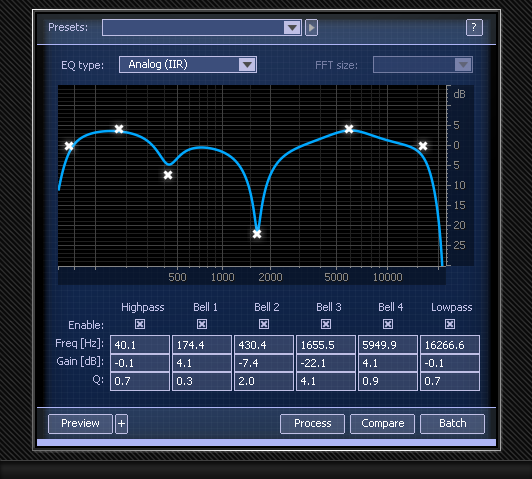 Presets: ?
EQ type: Analog (IIR) FFT size:
dB
5
0
5
10
15
20
25
500 1000 2000 5000 10000
Highpass Bell 1 Bell 2 Bell 3 Bell 4 Lowpass
Enable:
Freq [Hz]: 40.1 174.4 430.4 1655.5 5949.9 16266.6
Gain [dB]: -0.1 4.1 -7.4 -22.1 4.1 -0.1
Q: 0.7 0.3 2.0 4.1 0.9 0.7
Preview + Process Compare Batch